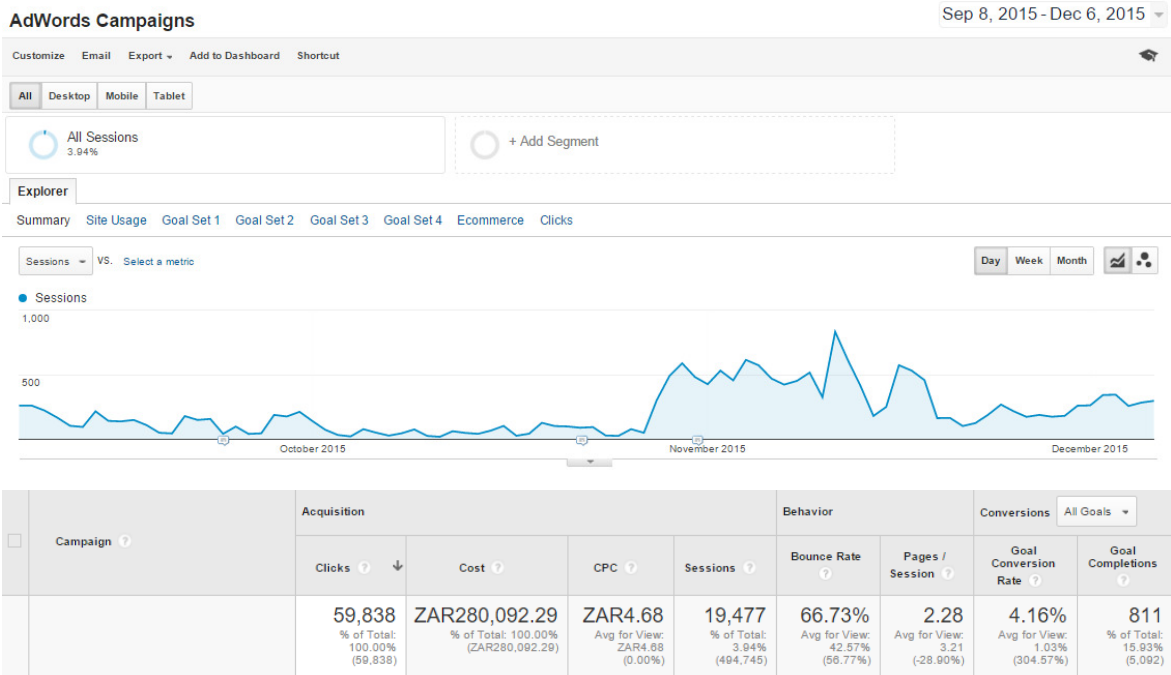 AdWords Campaigns
Sep 8, 2015 - Dec 6, 2015
Customize Email Export Add to Dashboard Shortcut
All Desktop Mobile Tablet
All Sessions
3.94%
+ Add Segment
Explorer
Summary Site Usage Goal Set 1 Goal Set 2 Goal Set 3 Goal Set 4 Ecommerce Clicks
Sessions VS. Select a metric
Day Week Month
Sessions
1,000
500
October 2015 November 2015 December 2015
Campaign ?
Acquisition
Behavior
Conversions All Goals
Clicks ?
Cost ?
CPC ?
Sessions ?
Bounce Rate
?
Pages /
Session ?
Goal
Conversion
Rate ?
Goal
Completions
?
59,838
% of Total:
100.00%
(59,838)
ZAR280,092.29
% of Total: 100.00%
(ZAR280,092.29)
ZAR4.68
Avg for View:
ZAR4.68
(0.00%)
19,477
% of Total:
3.94%
(494,745)
66.73%
Avg for View:
42.57%
(56.77%)
2.28
Avg for View:
3.21
(-28.90%)
4.16%
Avg for View:
1.03%
(304.57%)
811
% of Total:
15.93%
(5,092)